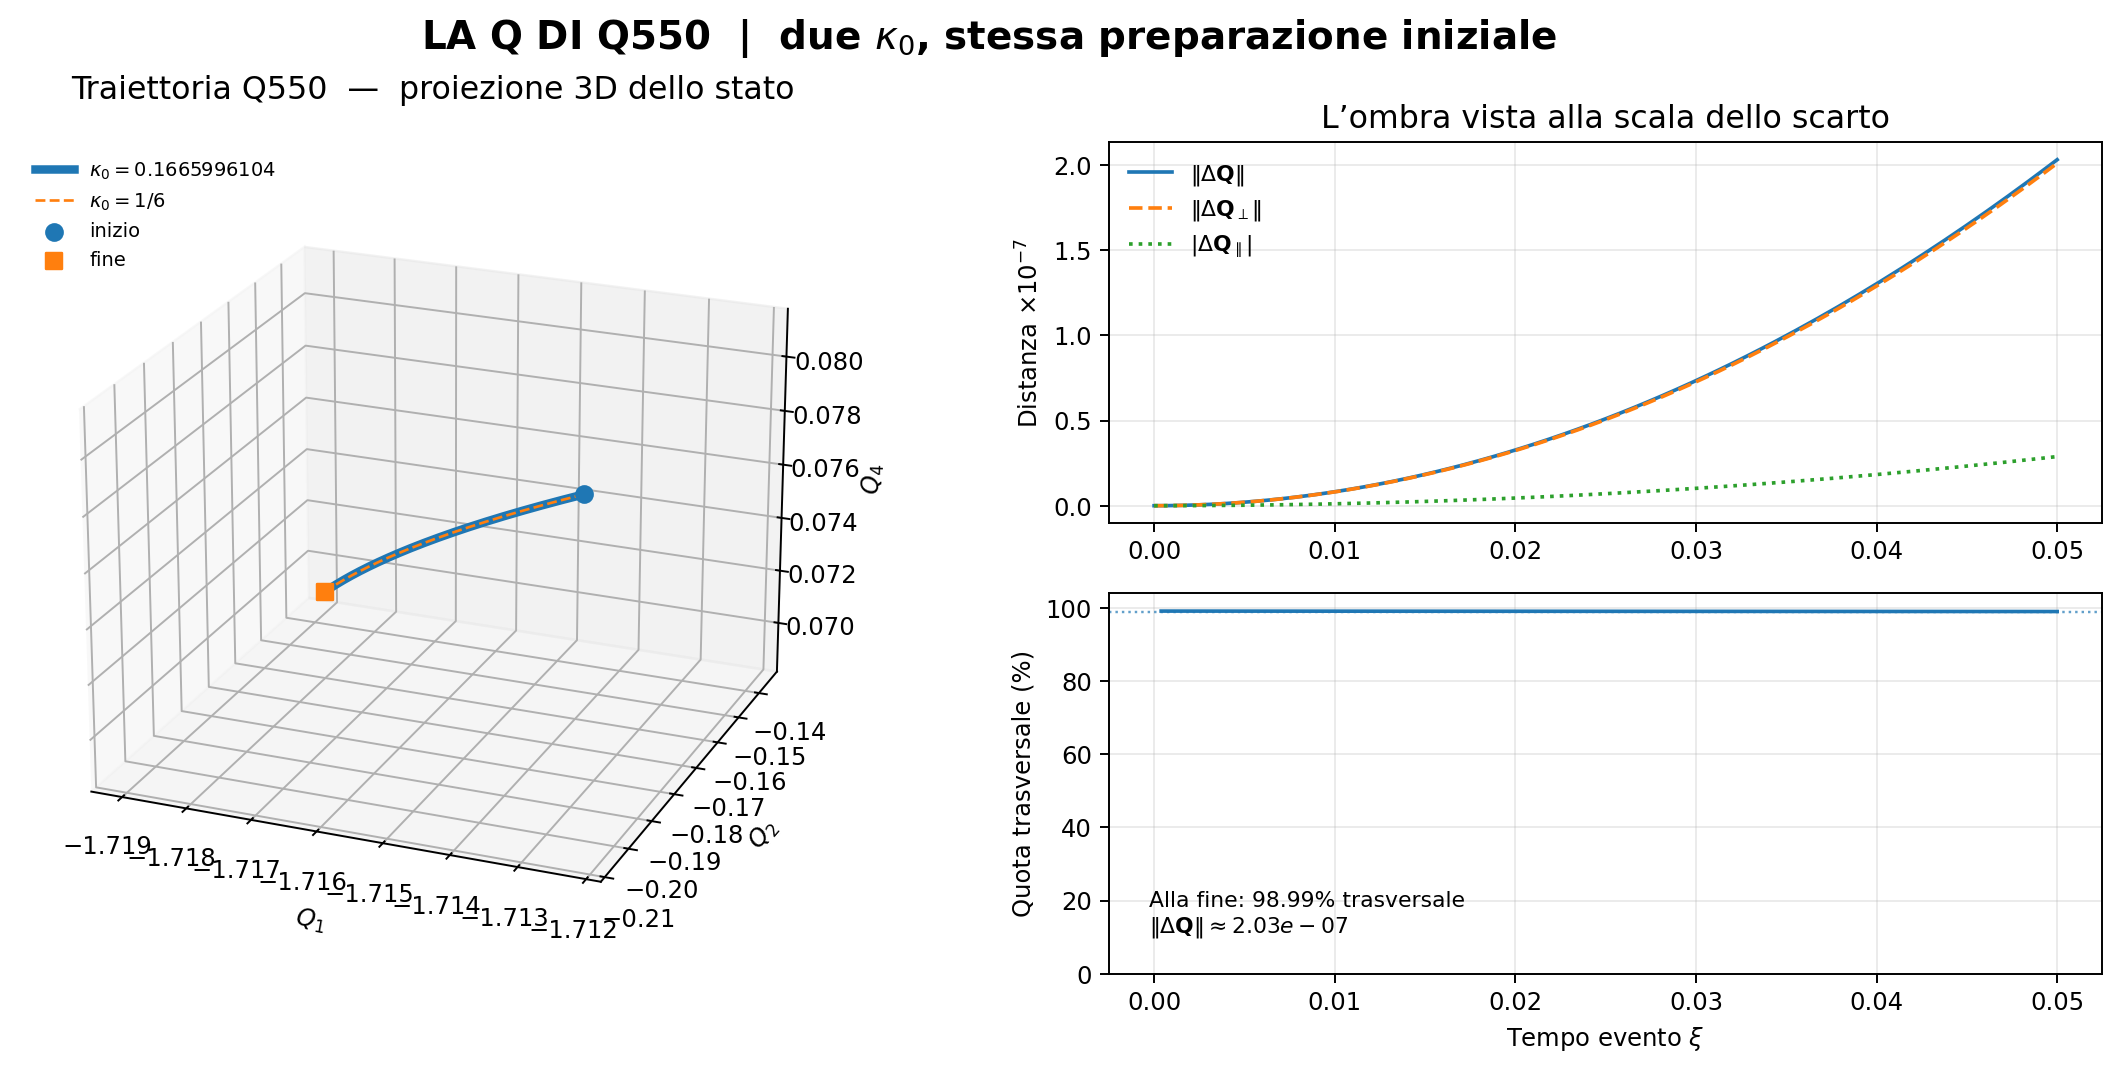 LA Q DI Q550 | due κ₀, stessa preparazione iniziale
Traiettoria Q550 — proiezione 3D dello stato
κ₀ = 0.1665996104
κ₀ = 1/6
inizio
fine
0.080
0.078
0.076
0.074
0.072
0.070
Q₄
−0.14
−0.15
−0.16
−0.17
−0.18
−0.19
−0.20
−0.21
Q₂
−1.719
−1.718
−1.717
−1.716
−1.715
−1.714
−1.713
−1.712
Q₁
L’ombra vista alla scala dello scarto
‖ΔQ‖
‖ΔQ⊥‖
|ΔQ∥|
Distanza ×10⁻⁷
2.0
1.5
1.0
0.5
0.0
0.00 0.01 0.02 0.03 0.04 0.05
Quota trasversale (%)
100
80
60
40
20
0
Alla fine: 98.99% trasversale
‖ΔQ‖ ≈ 2.03e − 07
0.00 0.01 0.02 0.03 0.04 0.05
Tempo evento ξ